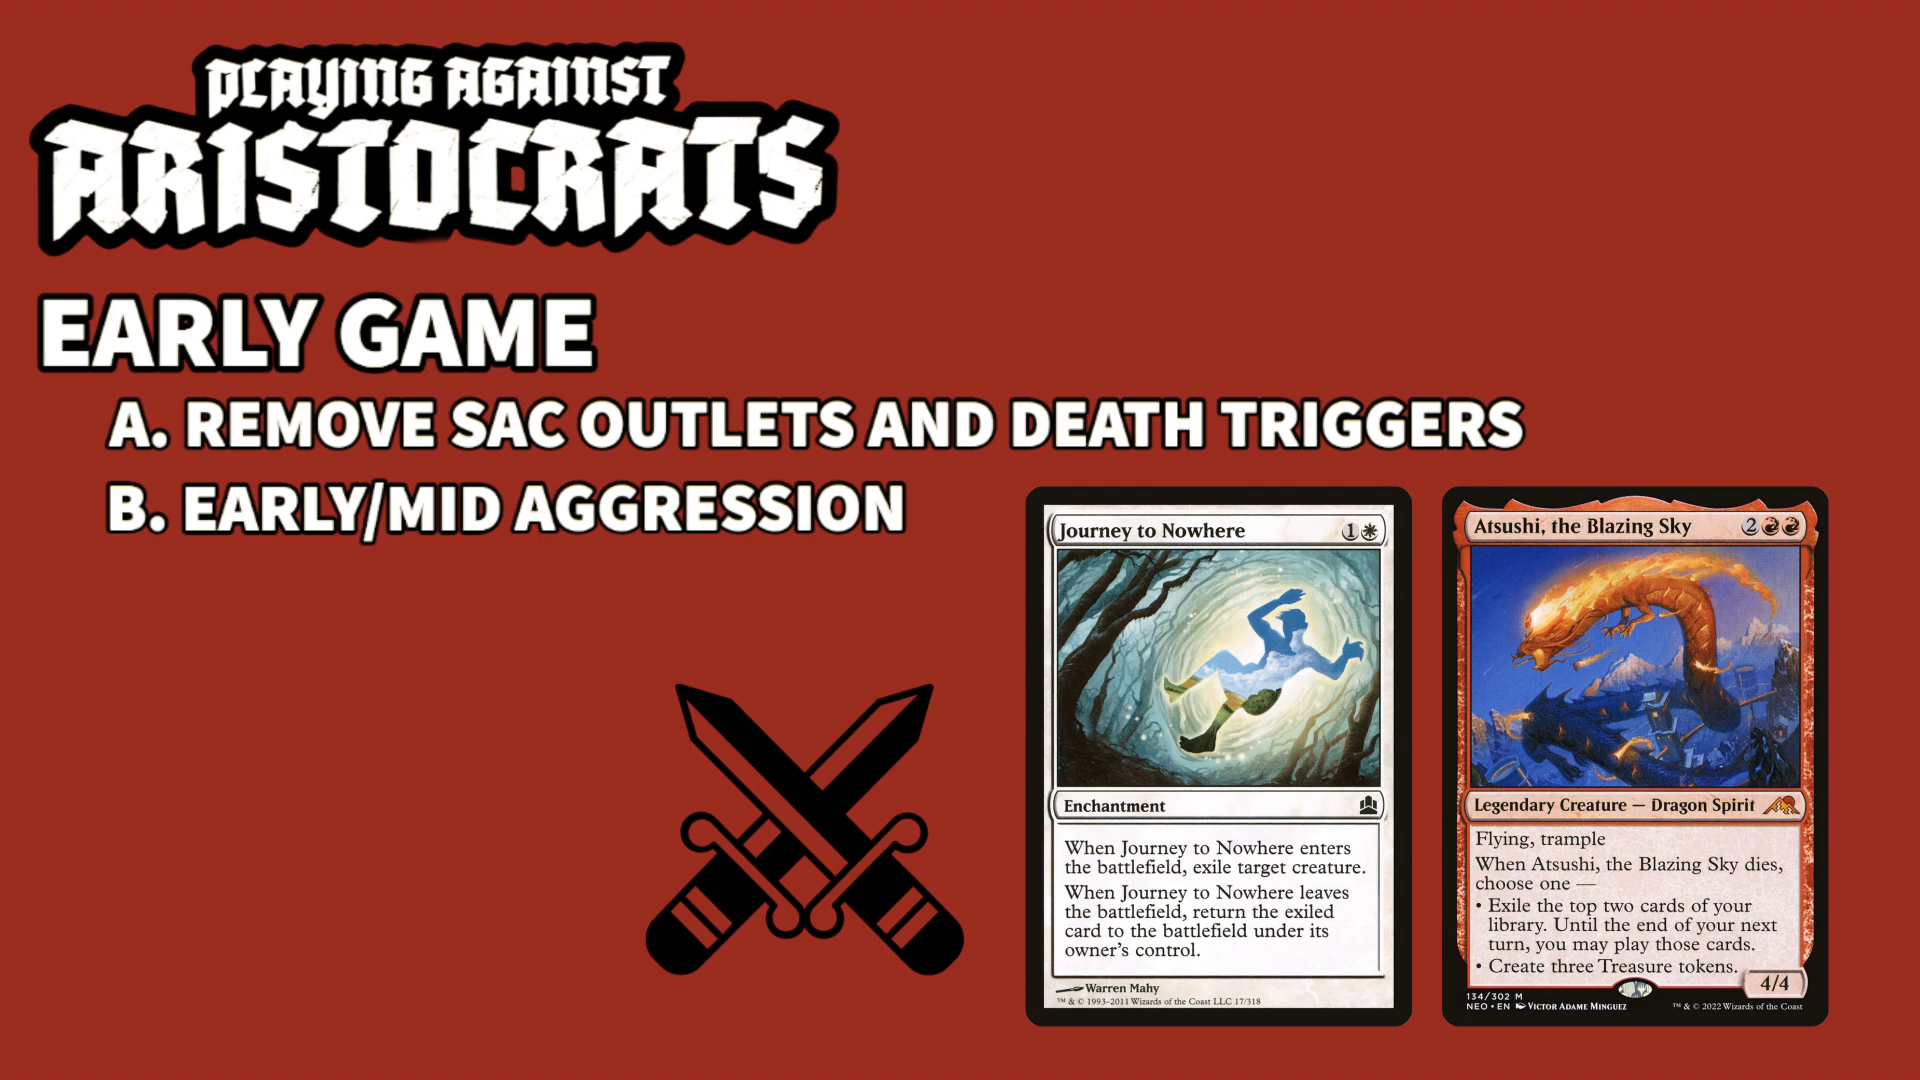 PLAYING AGAINST
ARISTOCRATS
EARLY GAME
A. REMOVE SAC OUTLETS AND DEATH TRIGGERS
B. EARLY/MID AGGRESSION
Journey to Nowhere 1
Enchantment
When Journey to Nowhere enters
the battlefield, exile target creature.
When Journey to Nowhere leaves
the battlefield, return the exiled
card to the battlefield under its
owner's control.
Warren Mahy
™ & © 1993–2011 Wizards of the Coast LLC 17/318
Atsushi, the Blazing Sky 2
Legendary Creature — Dragon Spirit
Flying, trample
When Atsushi, the Blazing Sky dies,
choose one —
• Exile the top two cards of your
library. Until the end of your next
turn, you may play those cards.
• Create three Treasure tokens.
4/4
134/302 M
NEO • EN Victor Adame Minguez
™ & © 2022 Wizards of the Coast